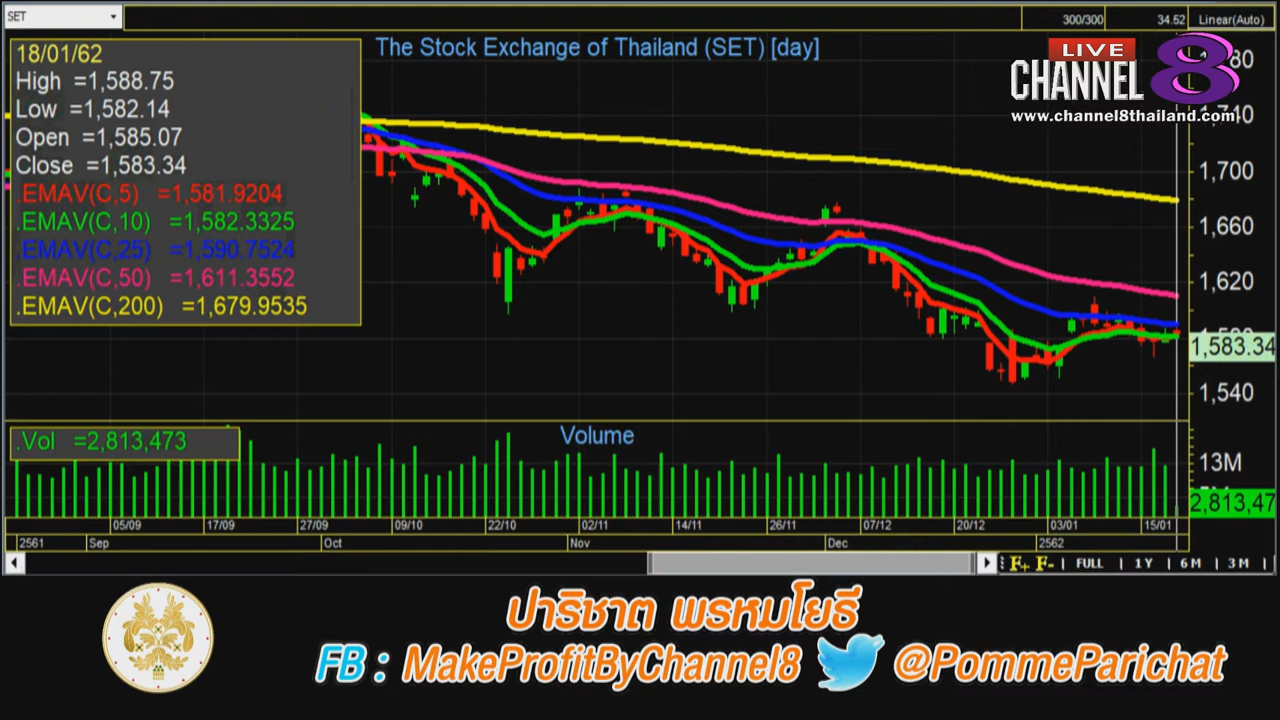 SET
300/300
34.52
Linear(Auto)
The Stock Exchange of Thailand (SET) [day]
18/01/62
High =1,588.75
Low =1,582.14
Open =1,585.07
Close =1,583.34
.EMAV(C,5) =1,581.9204
.EMAV(C,10) =1,582.3325
.EMAV(C,25) =1,590.7524
.EMAV(C,50) =1,611.3552
.EMAV(C,200) =1,679.9535
LIVE
CHANNEL 8
www.channel8thailand.com
1,700
1,660
1,620
1,583.34
1,540
.Vol =2,813,473
Volume
13M
2,813,47
05/09 17/09 27/09 09/10 22/10 02/11 14/11 26/11 07/12 20/12 03/01 15/01
2561 Sep Oct Nov Dec 2562
F+ F- | FULL | 1 Y | 6 M | 3 M |
ปาริชาต พรหมโยธี
FB : MakeProfitByChannel8 @PommeParichat